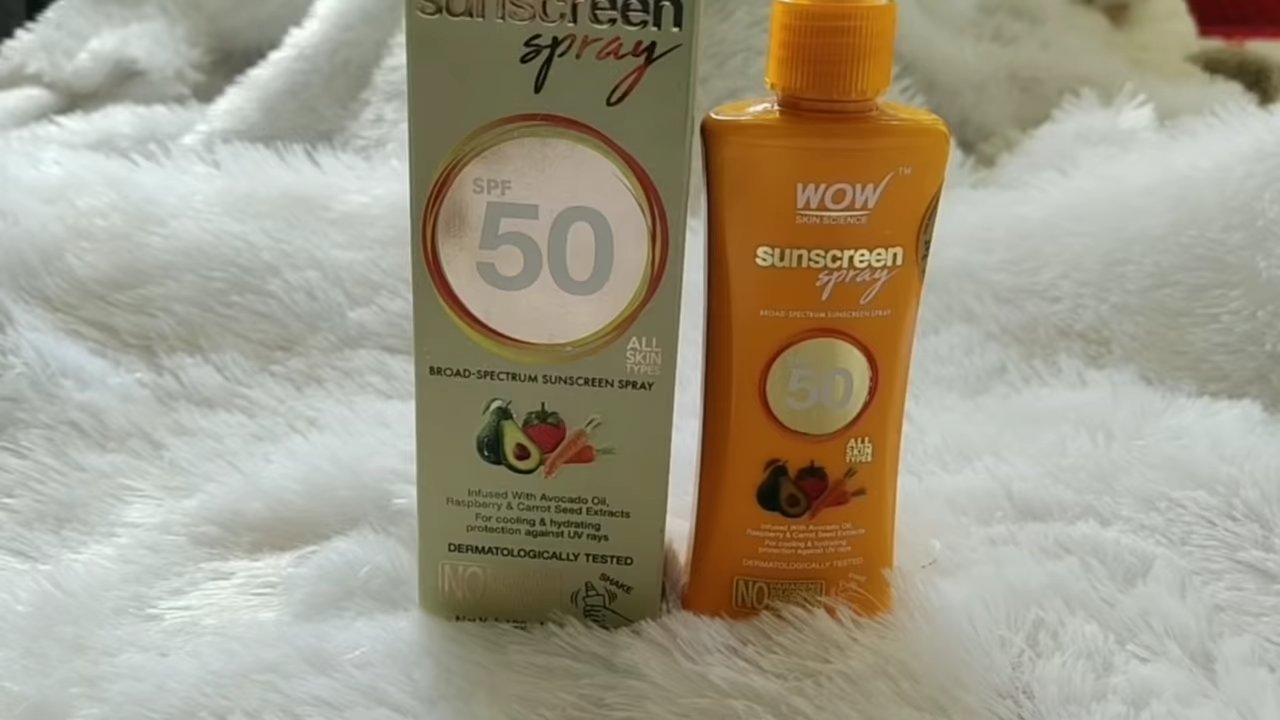 sunscreen
spray
SPF
50
ALL
SKIN
TYPES
BROAD-SPECTRUM SUNSCREEN SPRAY
Infused With Avocado Oil,
Raspberry & Carrot Seed Extracts
For cooling & hydrating
protection against UV rays
DERMATOLOGICALLY TESTED
NO
SHAKE
WOW™
SKIN SCIENCE
sunscreen
spray
BROAD-SPECTRUM SUNSCREEN SPRAY
50
ALL
SKIN
TYPES
Infused With Avocado Oil,
Raspberry & Carrot Seed Extracts
For cooling & hydrating
protection against UV rays
DERMATOLOGICALLY TESTED
NO